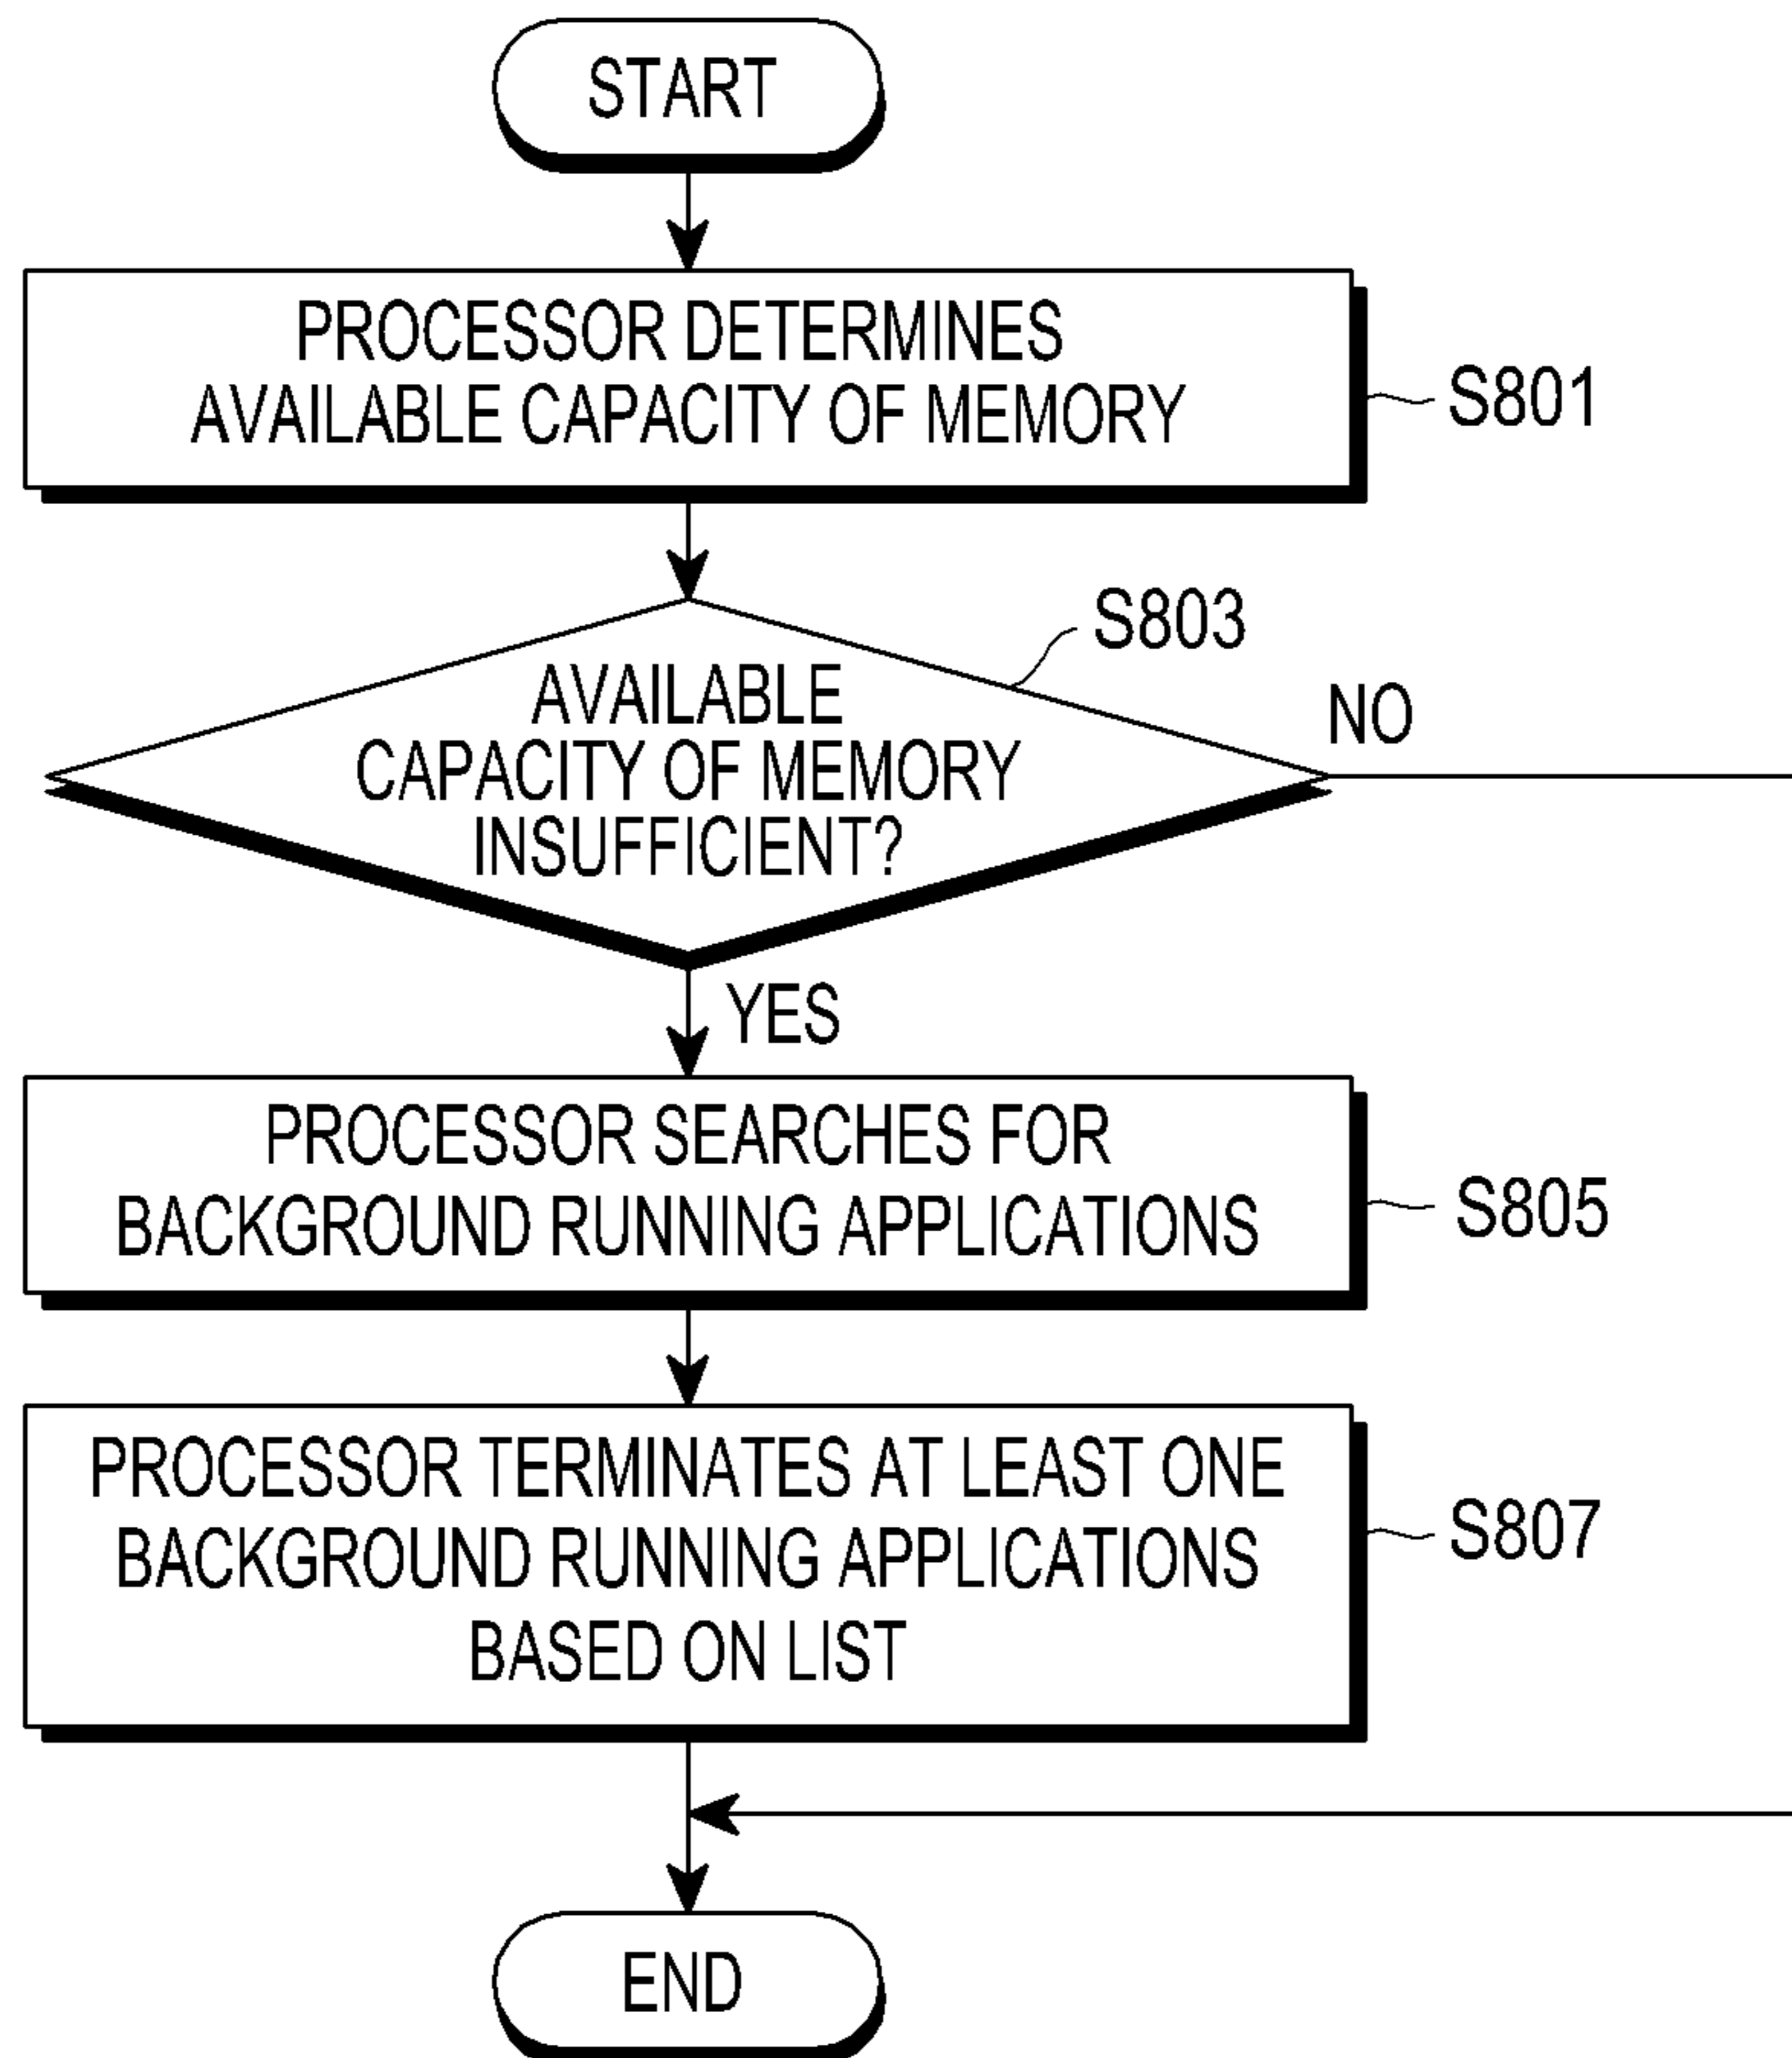 START
PROCESSOR DETERMINES
AVAILABLE CAPACITY OF MEMORY
S801
S803
AVAILABLE
CAPACITY OF MEMORY
INSUFFICIENT?
NO
YES
PROCESSOR SEARCHES FOR
BACKGROUND RUNNING APPLICATIONS
S805
PROCESSOR TERMINATES AT LEAST ONE
BACKGROUND RUNNING APPLICATIONS
BASED ON LIST
S807
END